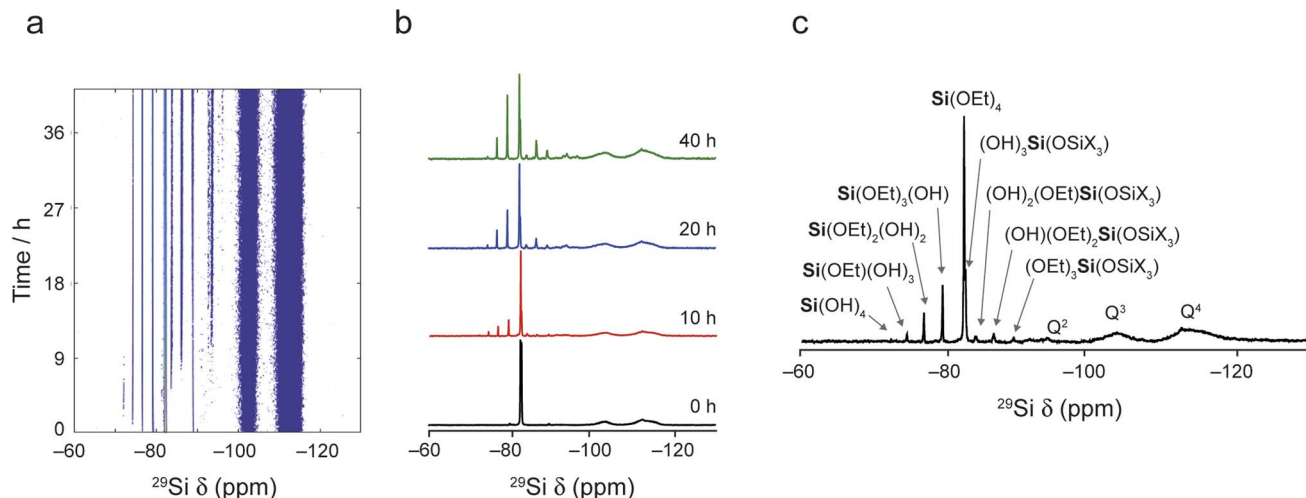 a
36
27
18
9
0
Time / h
–60
–80
–100
–120
²⁹Si δ (ppm)
b
40 h
20 h
10 h
0 h
–60
–80
–100
–120
²⁹Si δ (ppm)
c
Si(OEt)₄
(OH)₃Si(OSiX₃)
Si(OEt)₃(OH)
(OH)₂(OEt)Si(OSiX₃)
Si(OEt)₂(OH)₂
(OH)(OEt)₂Si(OSiX₃)
Si(OEt)(OH)₃
(OEt)₃Si(OSiX₃)
Si(OH)₄
Q²
Q³
Q⁴
–60
–80
–100
–120
²⁹Si δ (ppm)